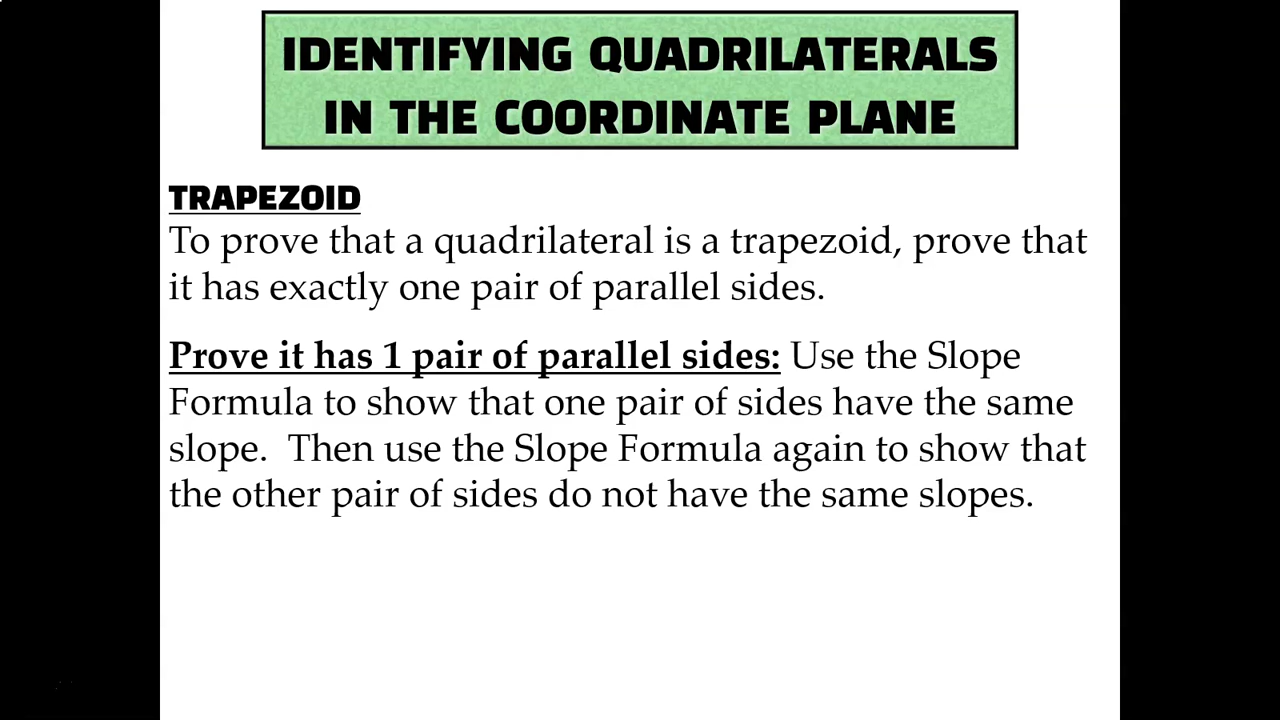 IDENTIFYING QUADRILATERALS
IN THE COORDINATE PLANE
TRAPEZOID
To prove that a quadrilateral is a trapezoid, prove that
it has exactly one pair of parallel sides.
Prove it has 1 pair of parallel sides: Use the Slope
Formula to show that one pair of sides have the same
slope.  Then use the Slope Formula again to show that
the other pair of sides do not have the same slopes.